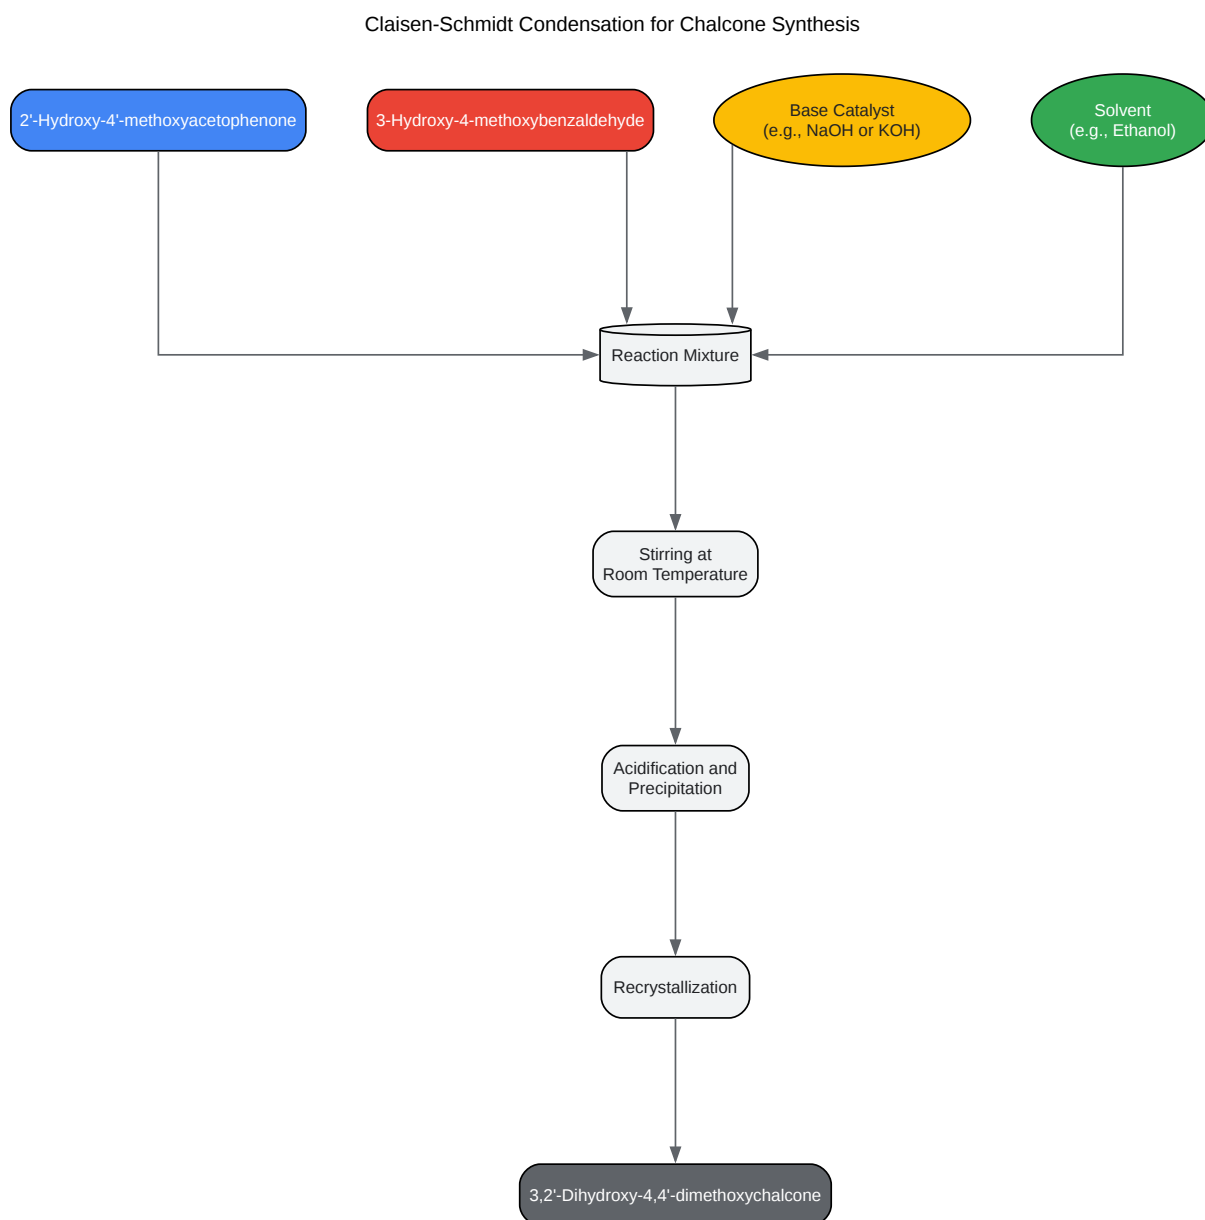 Claisen-Schmidt Condensation for Chalcone Synthesis
2'-Hydroxy-4'-methoxyacetophenone
3-Hydroxy-4-methoxybenzaldehyde
Base Catalyst
(e.g., NaOH or KOH)
Solvent
(e.g., Ethanol)
Reaction Mixture
Stirring at
Room Temperature
Acidification and
Precipitation
Recrystallization
3,2'-Dihydroxy-4,4'-dimethoxychalcone